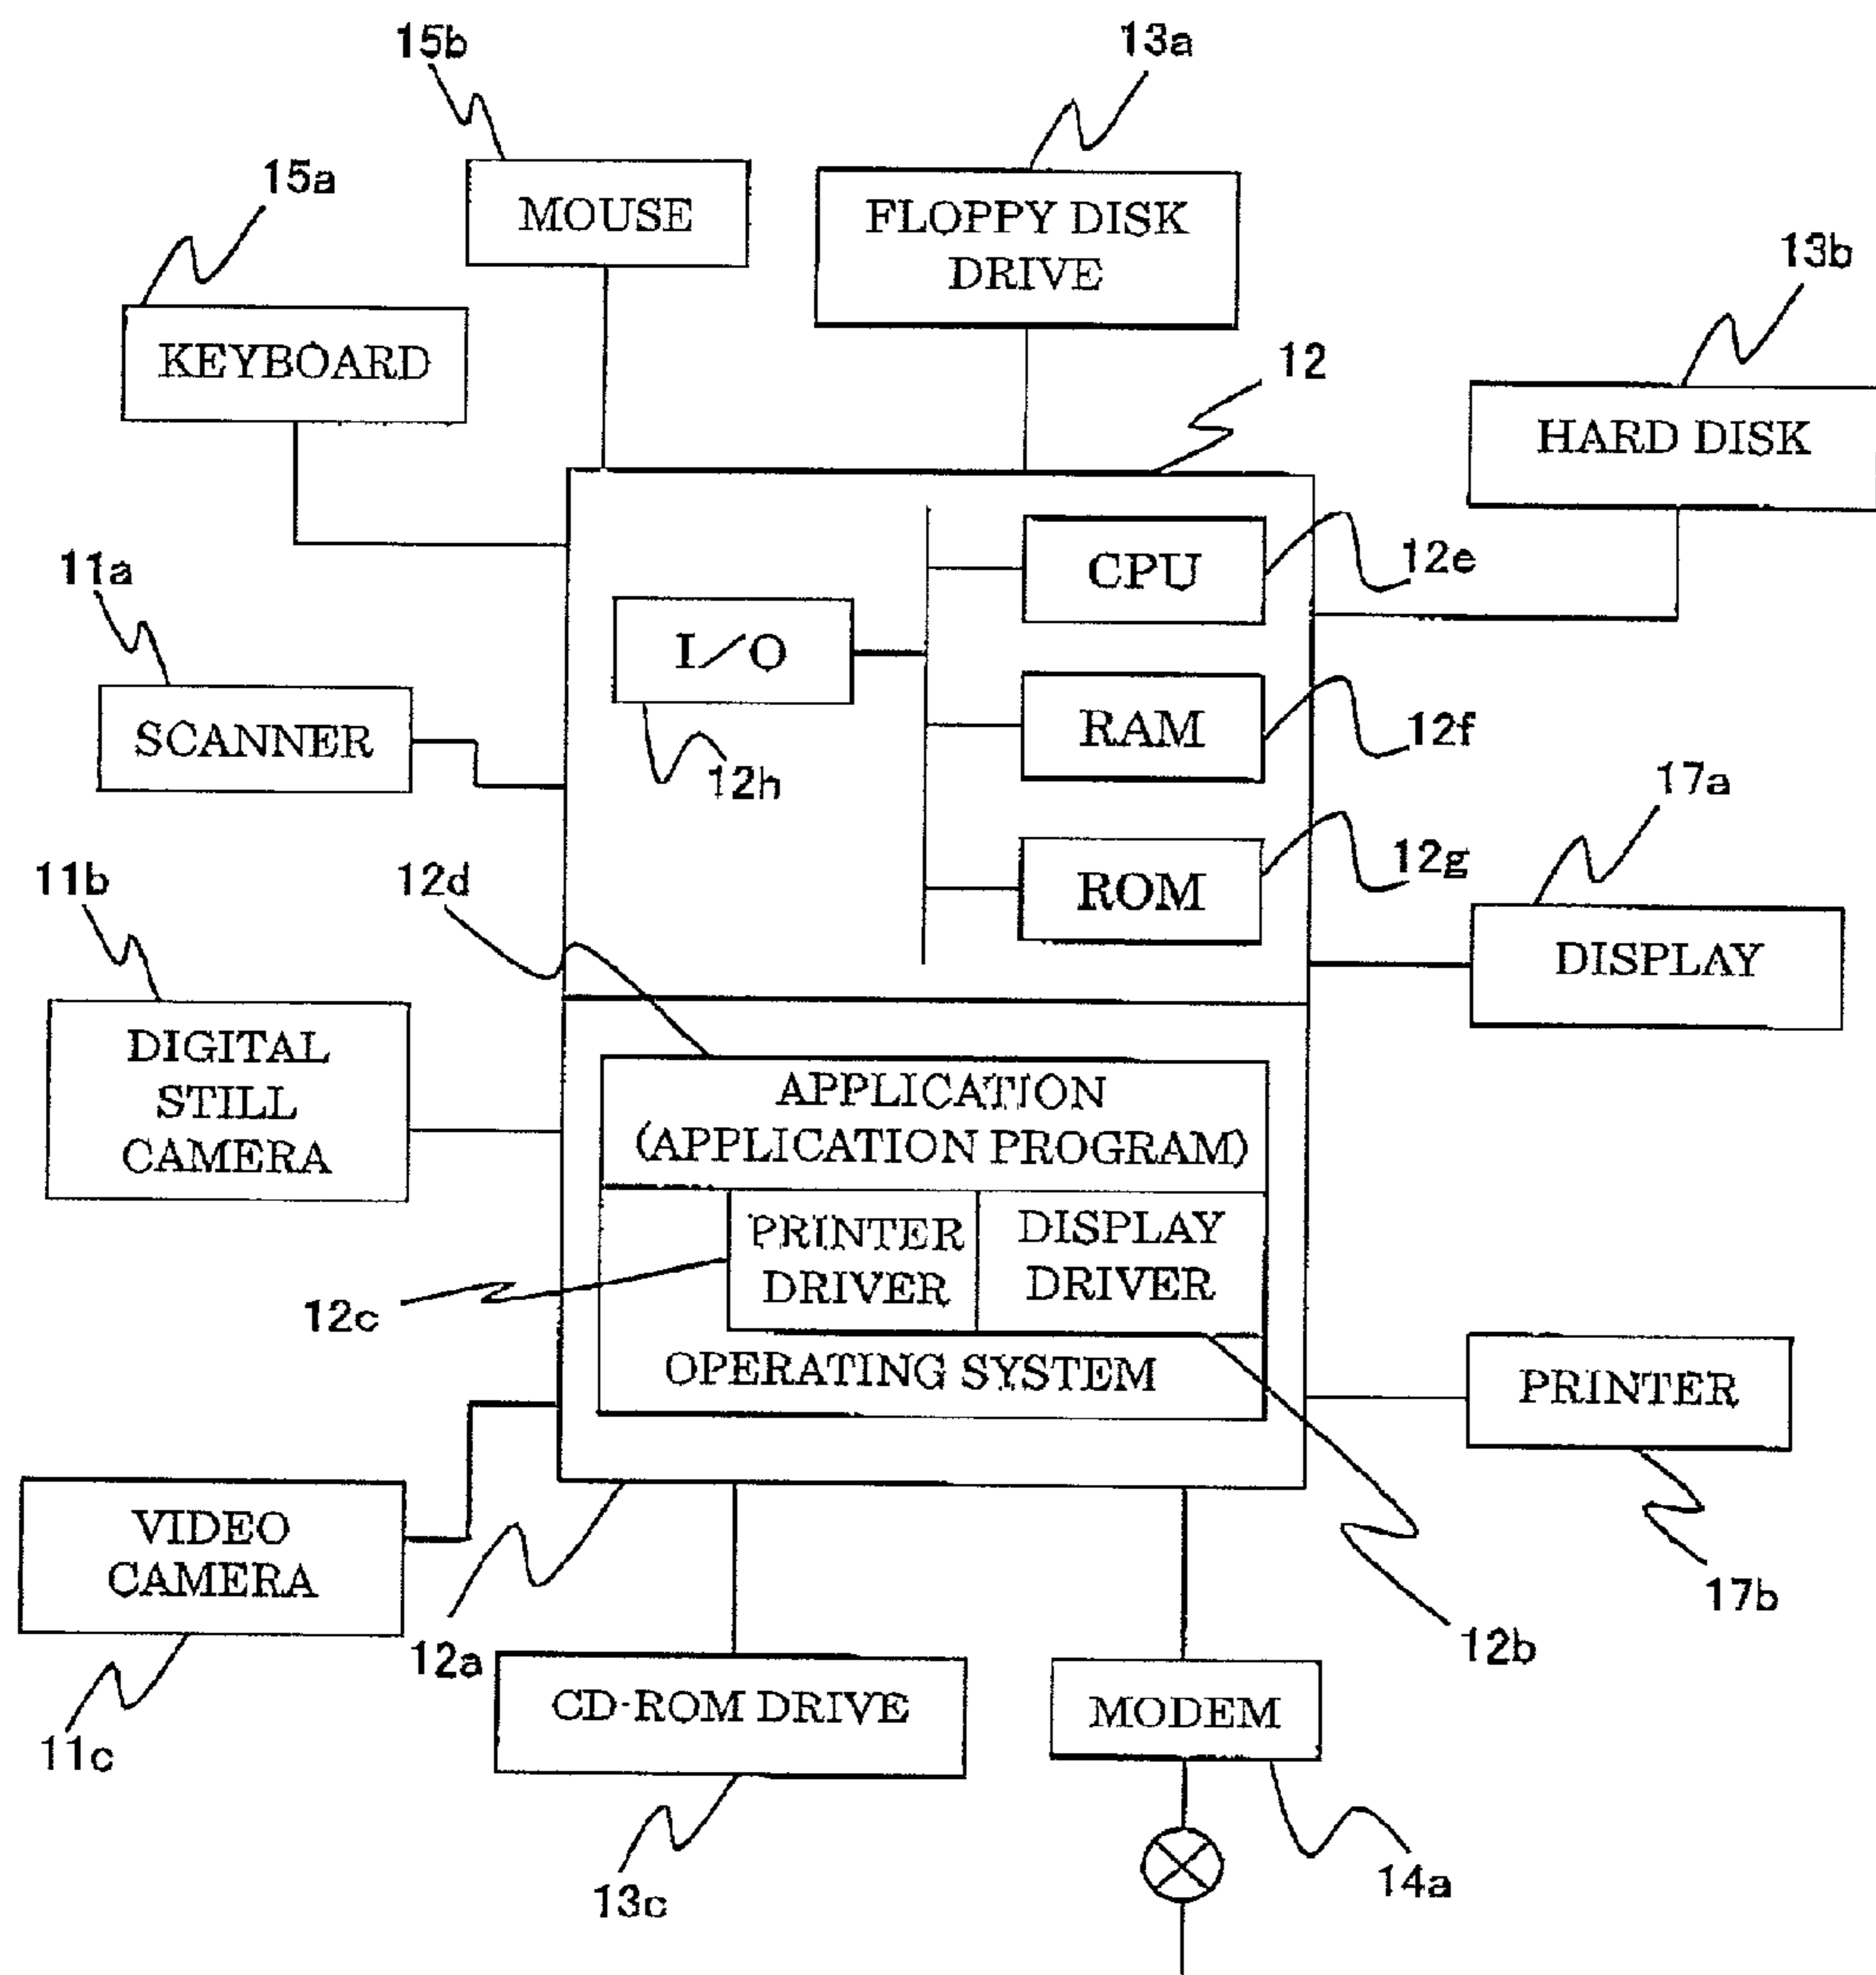 15b
13a
15a
MOUSE
FLOPPY DISK
DRIVE
13b
KEYBOARD
12
HARD DISK
11a
CPU
12e
I/O
SCANNER
RAM
12f
12h
17a
11b
12d
ROM
12g
DISPLAY
DIGITAL
STILL
CAMERA
APPLICATION
(APPLICATION PROGRAM)
PRINTER
DRIVER
DISPLAY
DRIVER
12c
OPERATING SYSTEM
PRINTER
VIDEO
CAMERA
17b
12a
12b
CD-ROM DRIVE
MODEM
11c
13c
14a